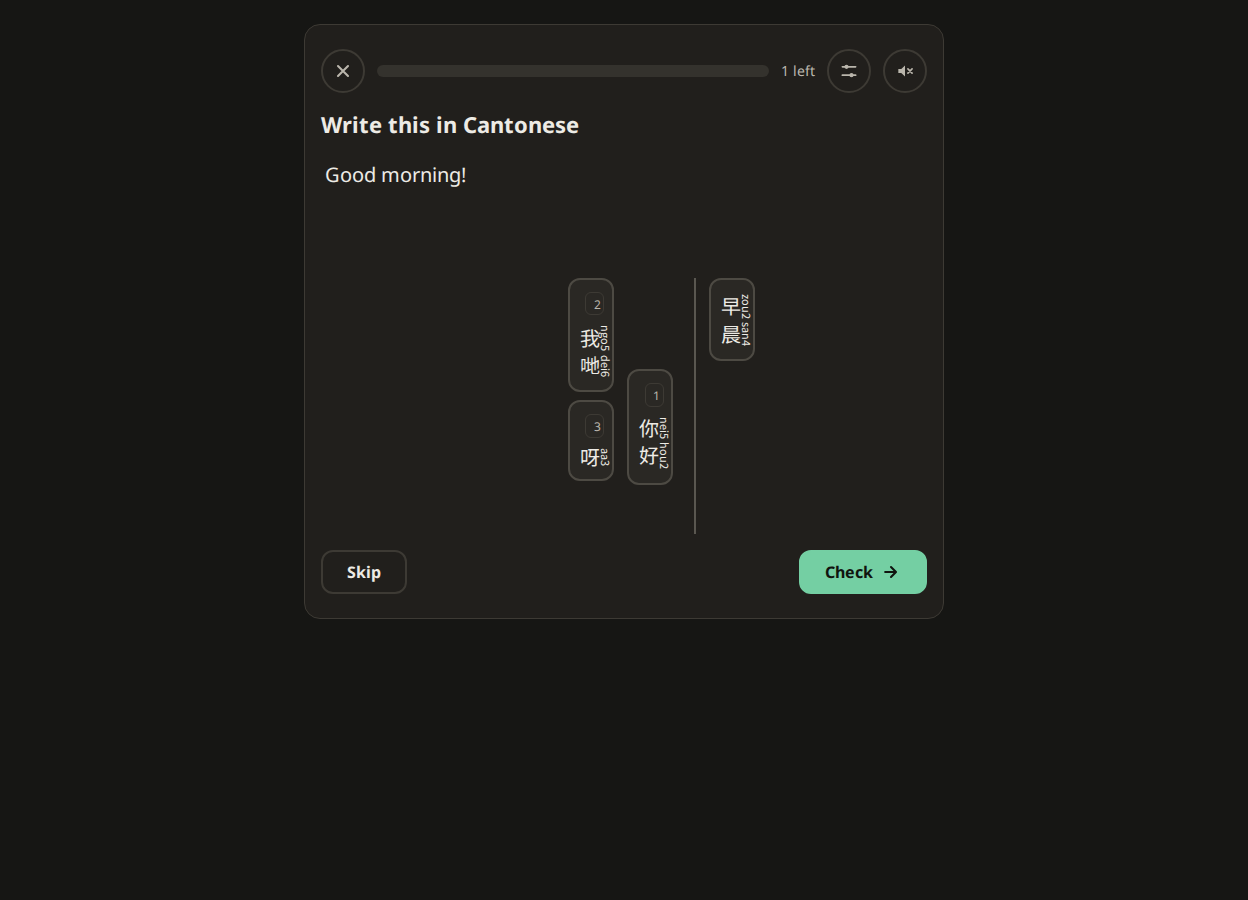 1 left
Write this in Cantonese
Good morning!
早晨
zou2 san4
1
你好
nei5 hou2
2
我哋
ngo5 dei6
3
呀
aa3
Skip
Check